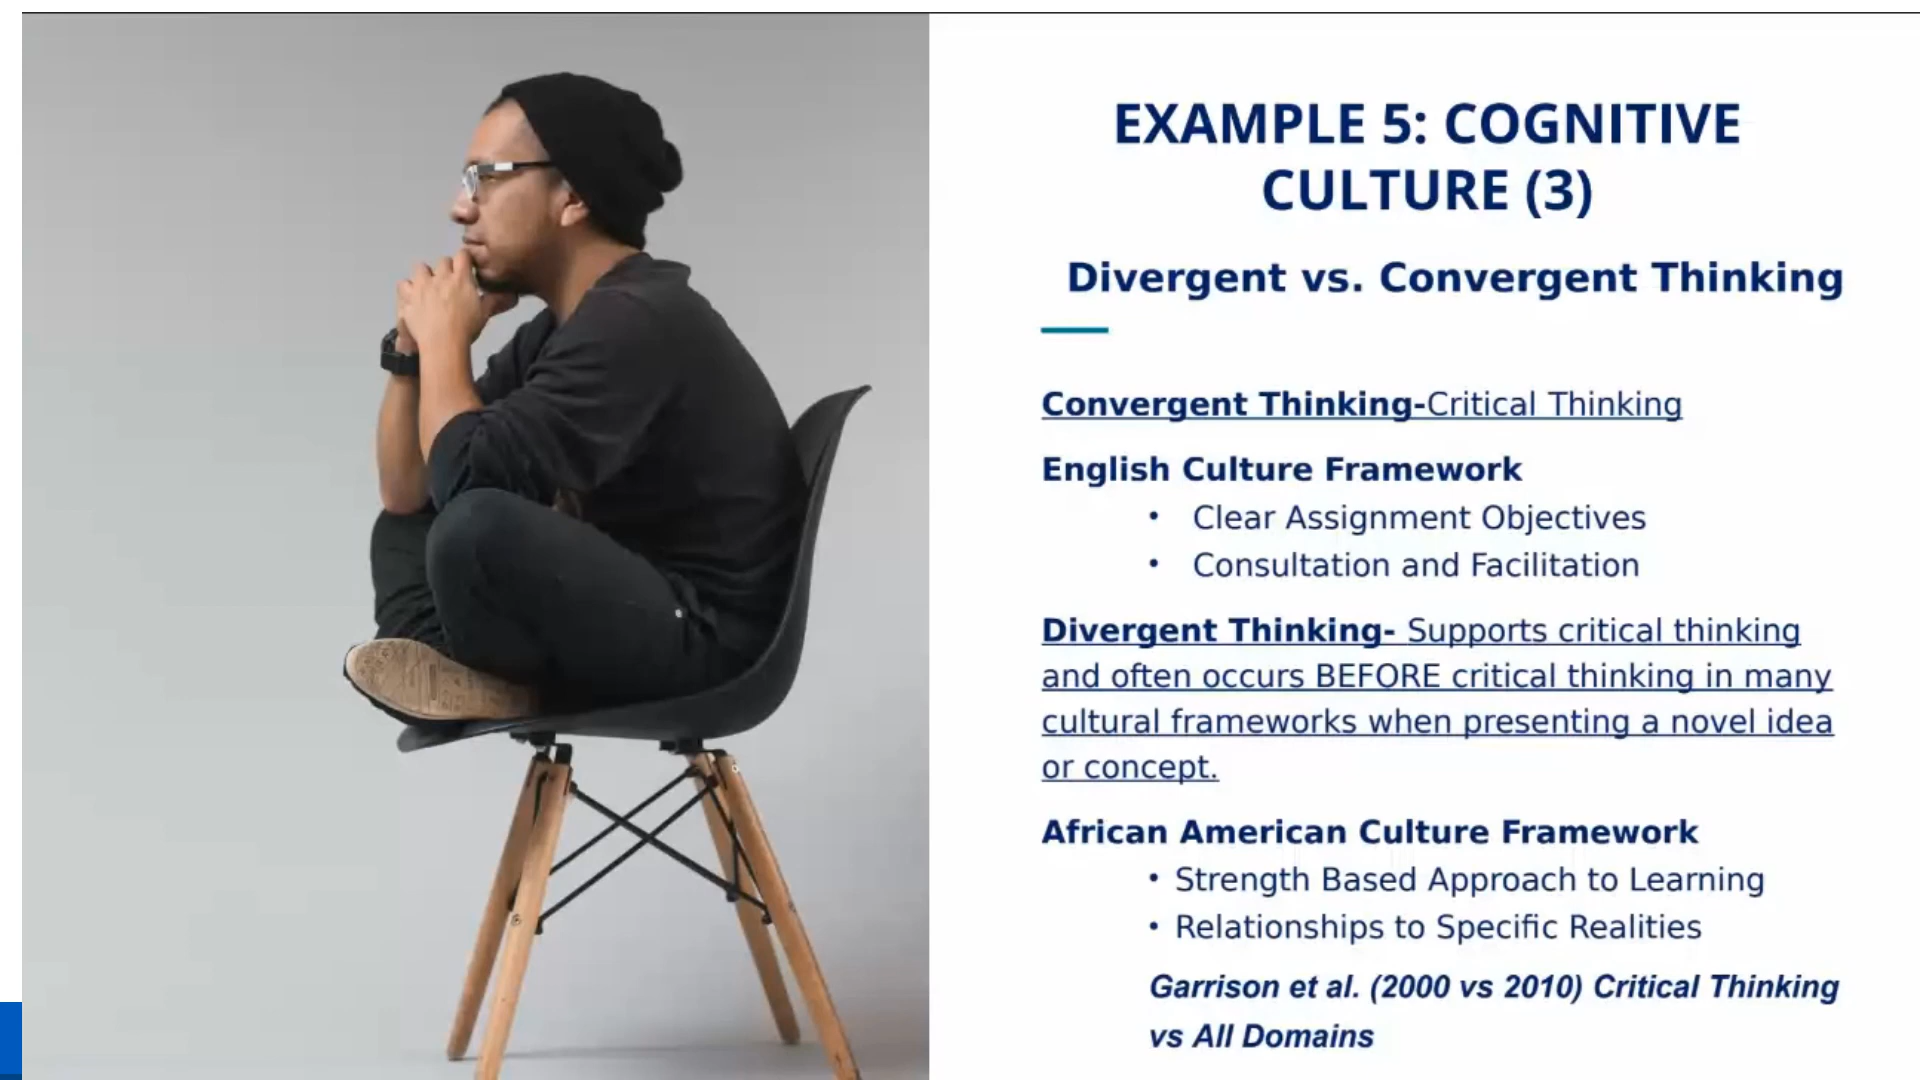 EXAMPLE 5: COGNITIVE
CULTURE (3)
Divergent vs. Convergent Thinking
Convergent Thinking-Critical Thinking
English Culture Framework
• Clear Assignment Objectives
• Consultation and Facilitation
Divergent Thinking- Supports critical thinking
and often occurs BEFORE critical thinking in many
cultural frameworks when presenting a novel idea
or concept.
African American Culture Framework
• Strength Based Approach to Learning
• Relationships to Specific Realities
Garrison et al. (2000 vs 2010) Critical Thinking
vs All Domains